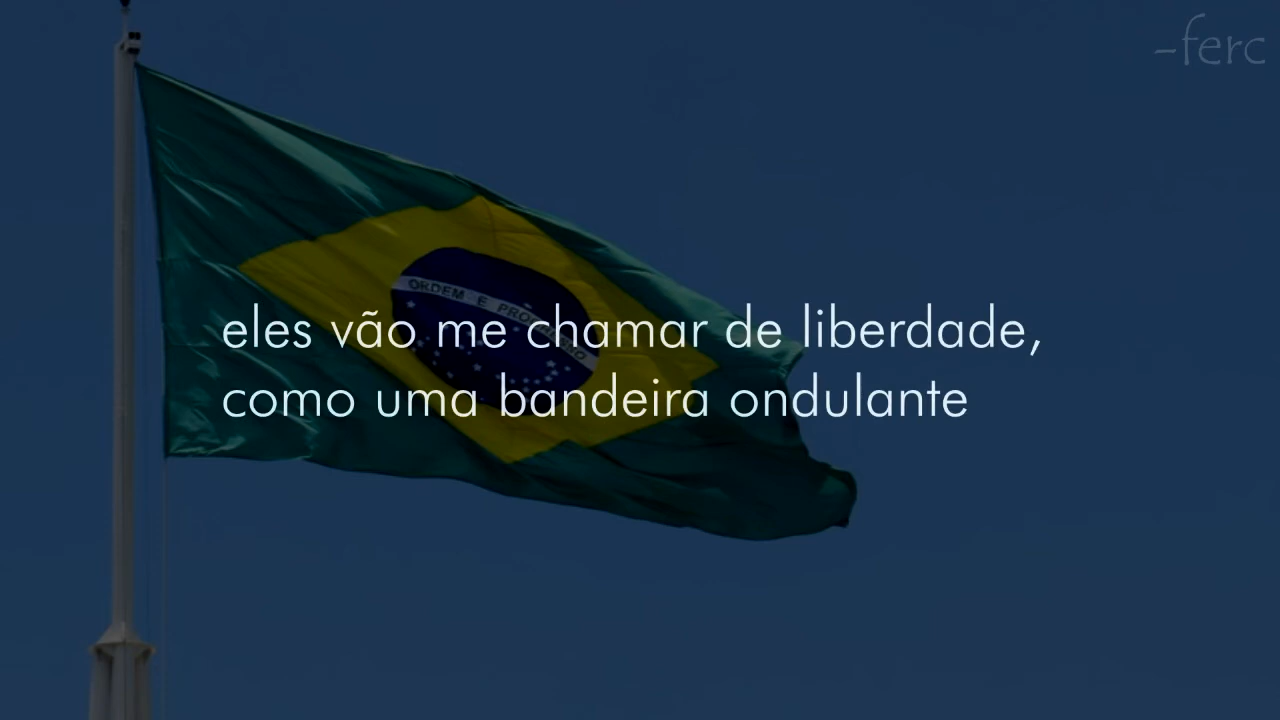 -ferc
ORDEM E PROGRESSO
eles vão me chamar de liberdade,
como uma bandeira ondulante